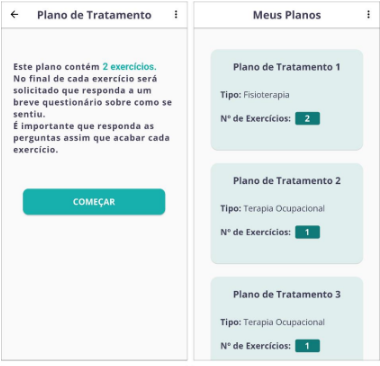 Plano de Tratamento
Este plano contém 2 exercícios.
No final de cada exercício será
solicitado que responda a um
breve questionário sobre como se
sentiu.
É importante que responda as
perguntas assim que acabar cada
exercício.
COMEÇAR
Meus Planos
Plano de Tratamento 1
Tipo: Fisioterapia
Nº de Exercícios: 2
Plano de Tratamento 2
Tipo: Terapia Ocupacional
Nº de Exercícios: 1
Plano de Tratamento 3
Tipo: Terapia Ocupacional
Nº de Exercícios: 1